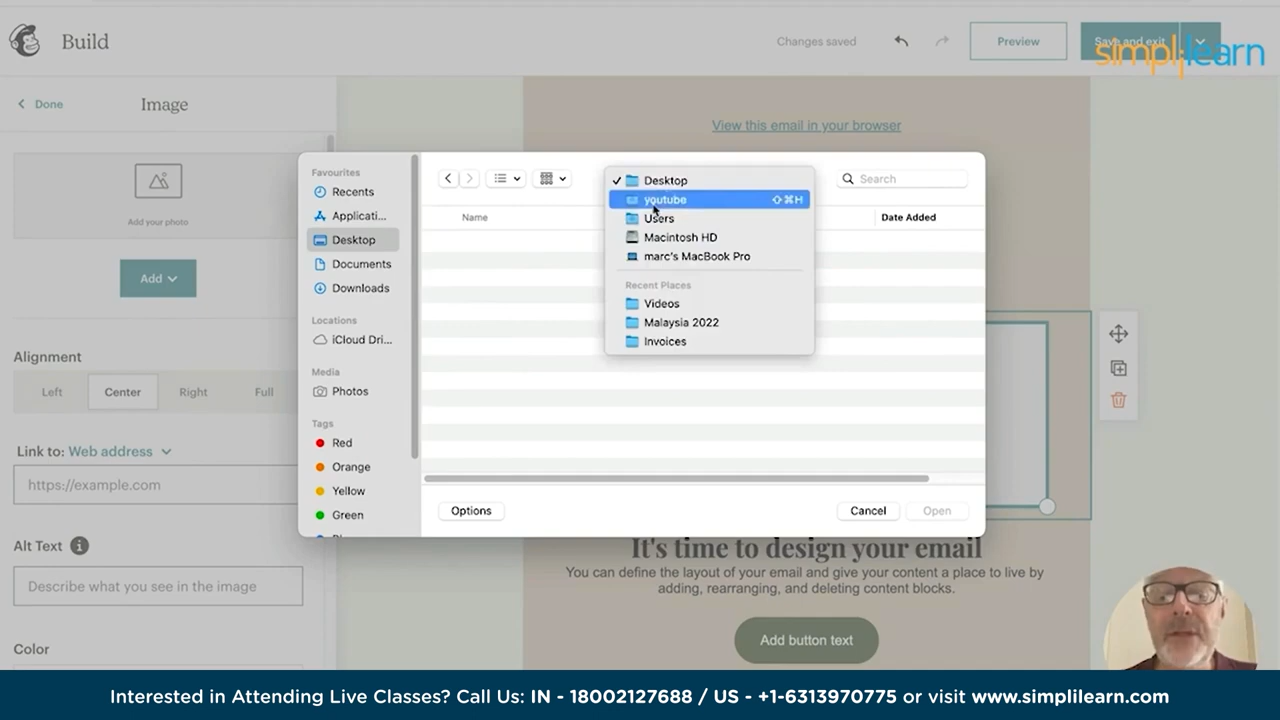 Build
Changes saved
Preview
Save and exit
simplilearn
Done
Image
View this email in your browser
Add your photo
Add
Alignment
Left
Center
Right
Full
Link to: Web address
https://example.com
Alt Text
Describe what you see in the image
Color
Favourites
Recents
Applicati...
Desktop
Documents
Downloads
Locations
iCloud Dri...
Media
Photos
Tags
Red
Orange
Yellow
Green
Search
Name
Date Added
Desktop
youtube ⇧⌘H
Users
Macintosh HD
marc's MacBook Pro
Recent Places
Videos
Malaysia 2022
Invoices
Options
Cancel
Open
It's time to design your email
You can define the layout of your email and give your content a place to live by
adding, rearranging, and deleting content blocks.
Add button text
Interested in Attending Live Classes? Call Us: IN - 18002127688 / US - +1-6313970775 or visit www.simplilearn.com